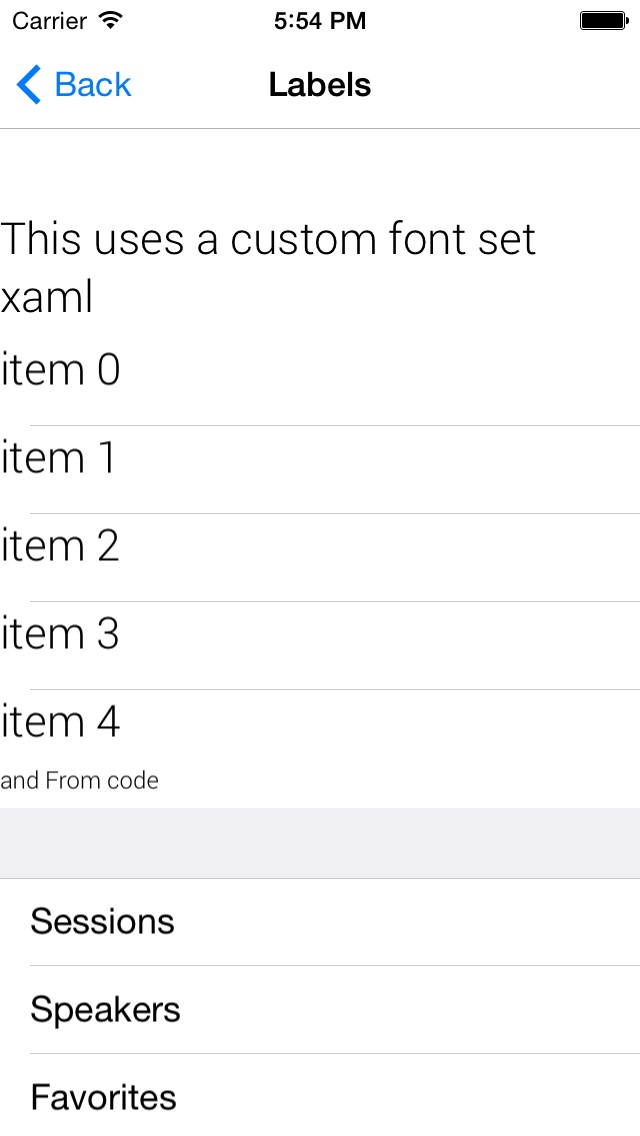 Carrier 5:54 PM
Back Labels
This uses a custom font set
xaml
item 0
item 1
item 2
item 3
item 4
and From code
Sessions
Speakers
Favorites